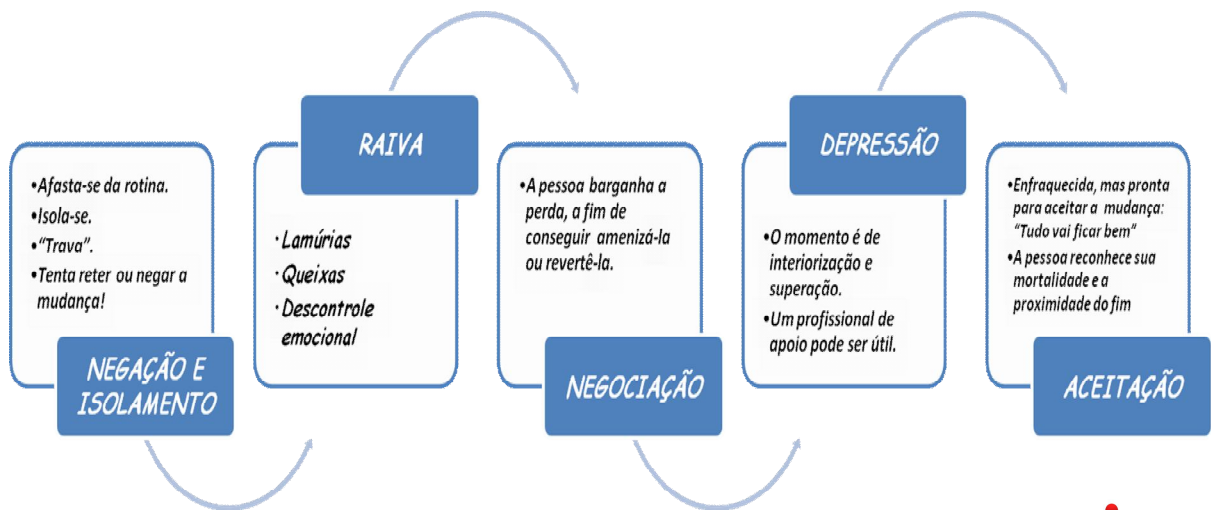 •Afasta-se da rotina.
•Isola-se.
•"Trava".
•Tenta reter ou negar a
mudança!
NEGAÇÃO E
ISOLAMENTO
RAIVA
· Lamúrias
· Queixas
· Descontrole
emocional
•A pessoa barganha a
perda, a fim de
conseguir amenizá-la
ou revertê-la.
NEGOCIAÇÃO
DEPRESSÃO
•O momento é de
interiorização e
superação.
•Um profissional de
apoio pode ser útil.
•Enfraquecida, mas pronta
para aceitar a mudança:
"Tudo vai ficar bem"
•A pessoa reconhece sua
mortalidade e a
proximidade do fim
ACEITAÇÃO